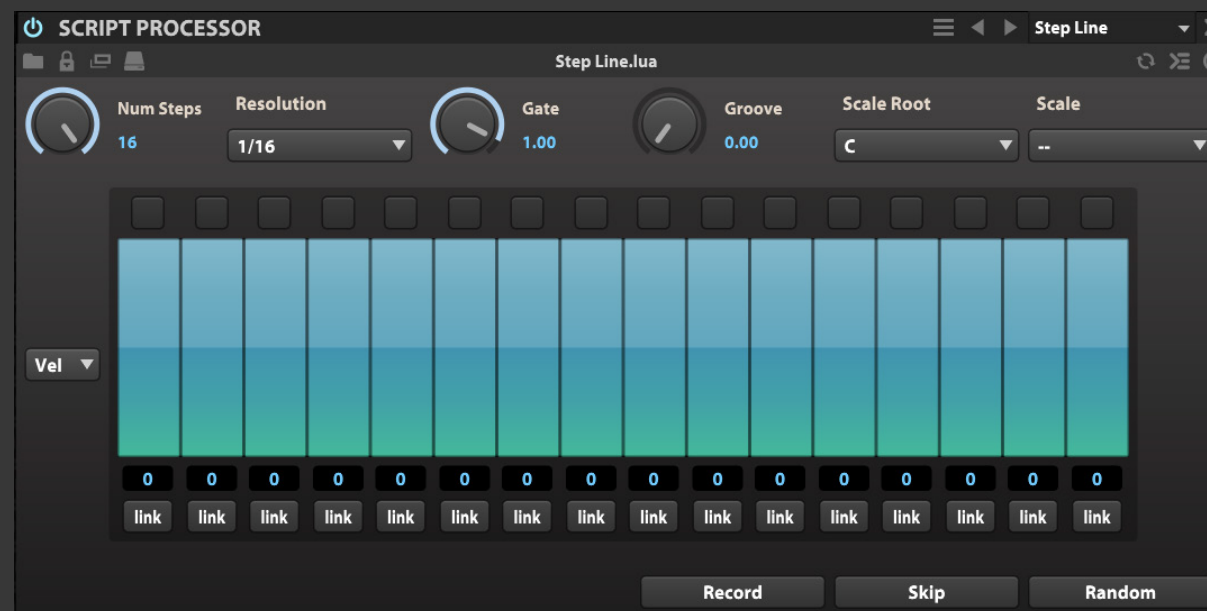 SCRIPT PROCESSOR
Step Line
Step Line.lua
Num Steps
16
Resolution
1/16
Gate
1.00
Groove
0.00
Scale Root
C
Scale
--
Vel
0 0 0 0 0 0 0 0 0 0 0 0 0 0 0 0
link link link link link link link link link link link link link link link link
Record Skip Random